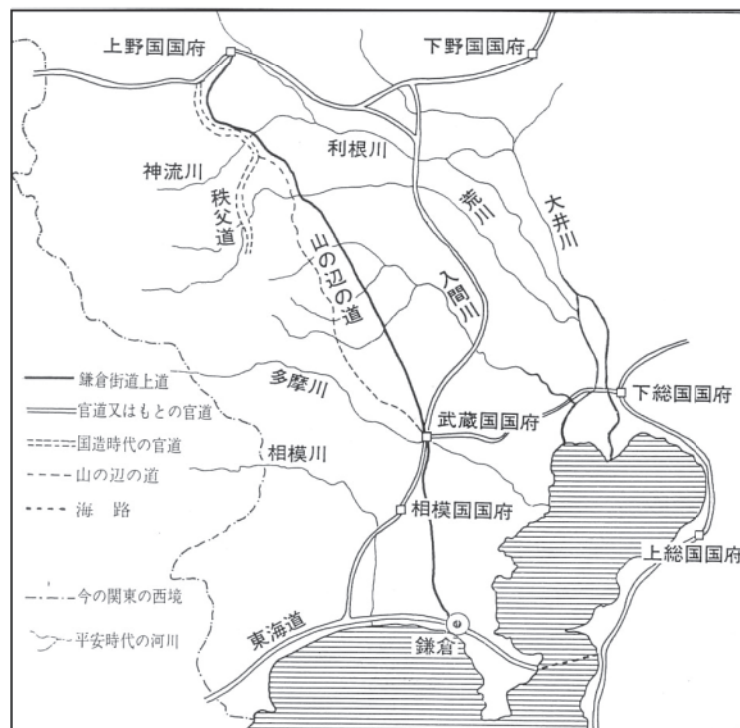 上野国国府
下野国国府
利根川
神流川
秩父道
荒川
大井川
山の辺の道
入間川
多摩川
武蔵国国府
下総国国府
相模川
相模国国府
上総国国府
東海道
鎌倉
鎌倉街道上道
官道又はもとの官道
国造時代の官道
山の辺の道
海路
今の関東の西境
平安時代の河川